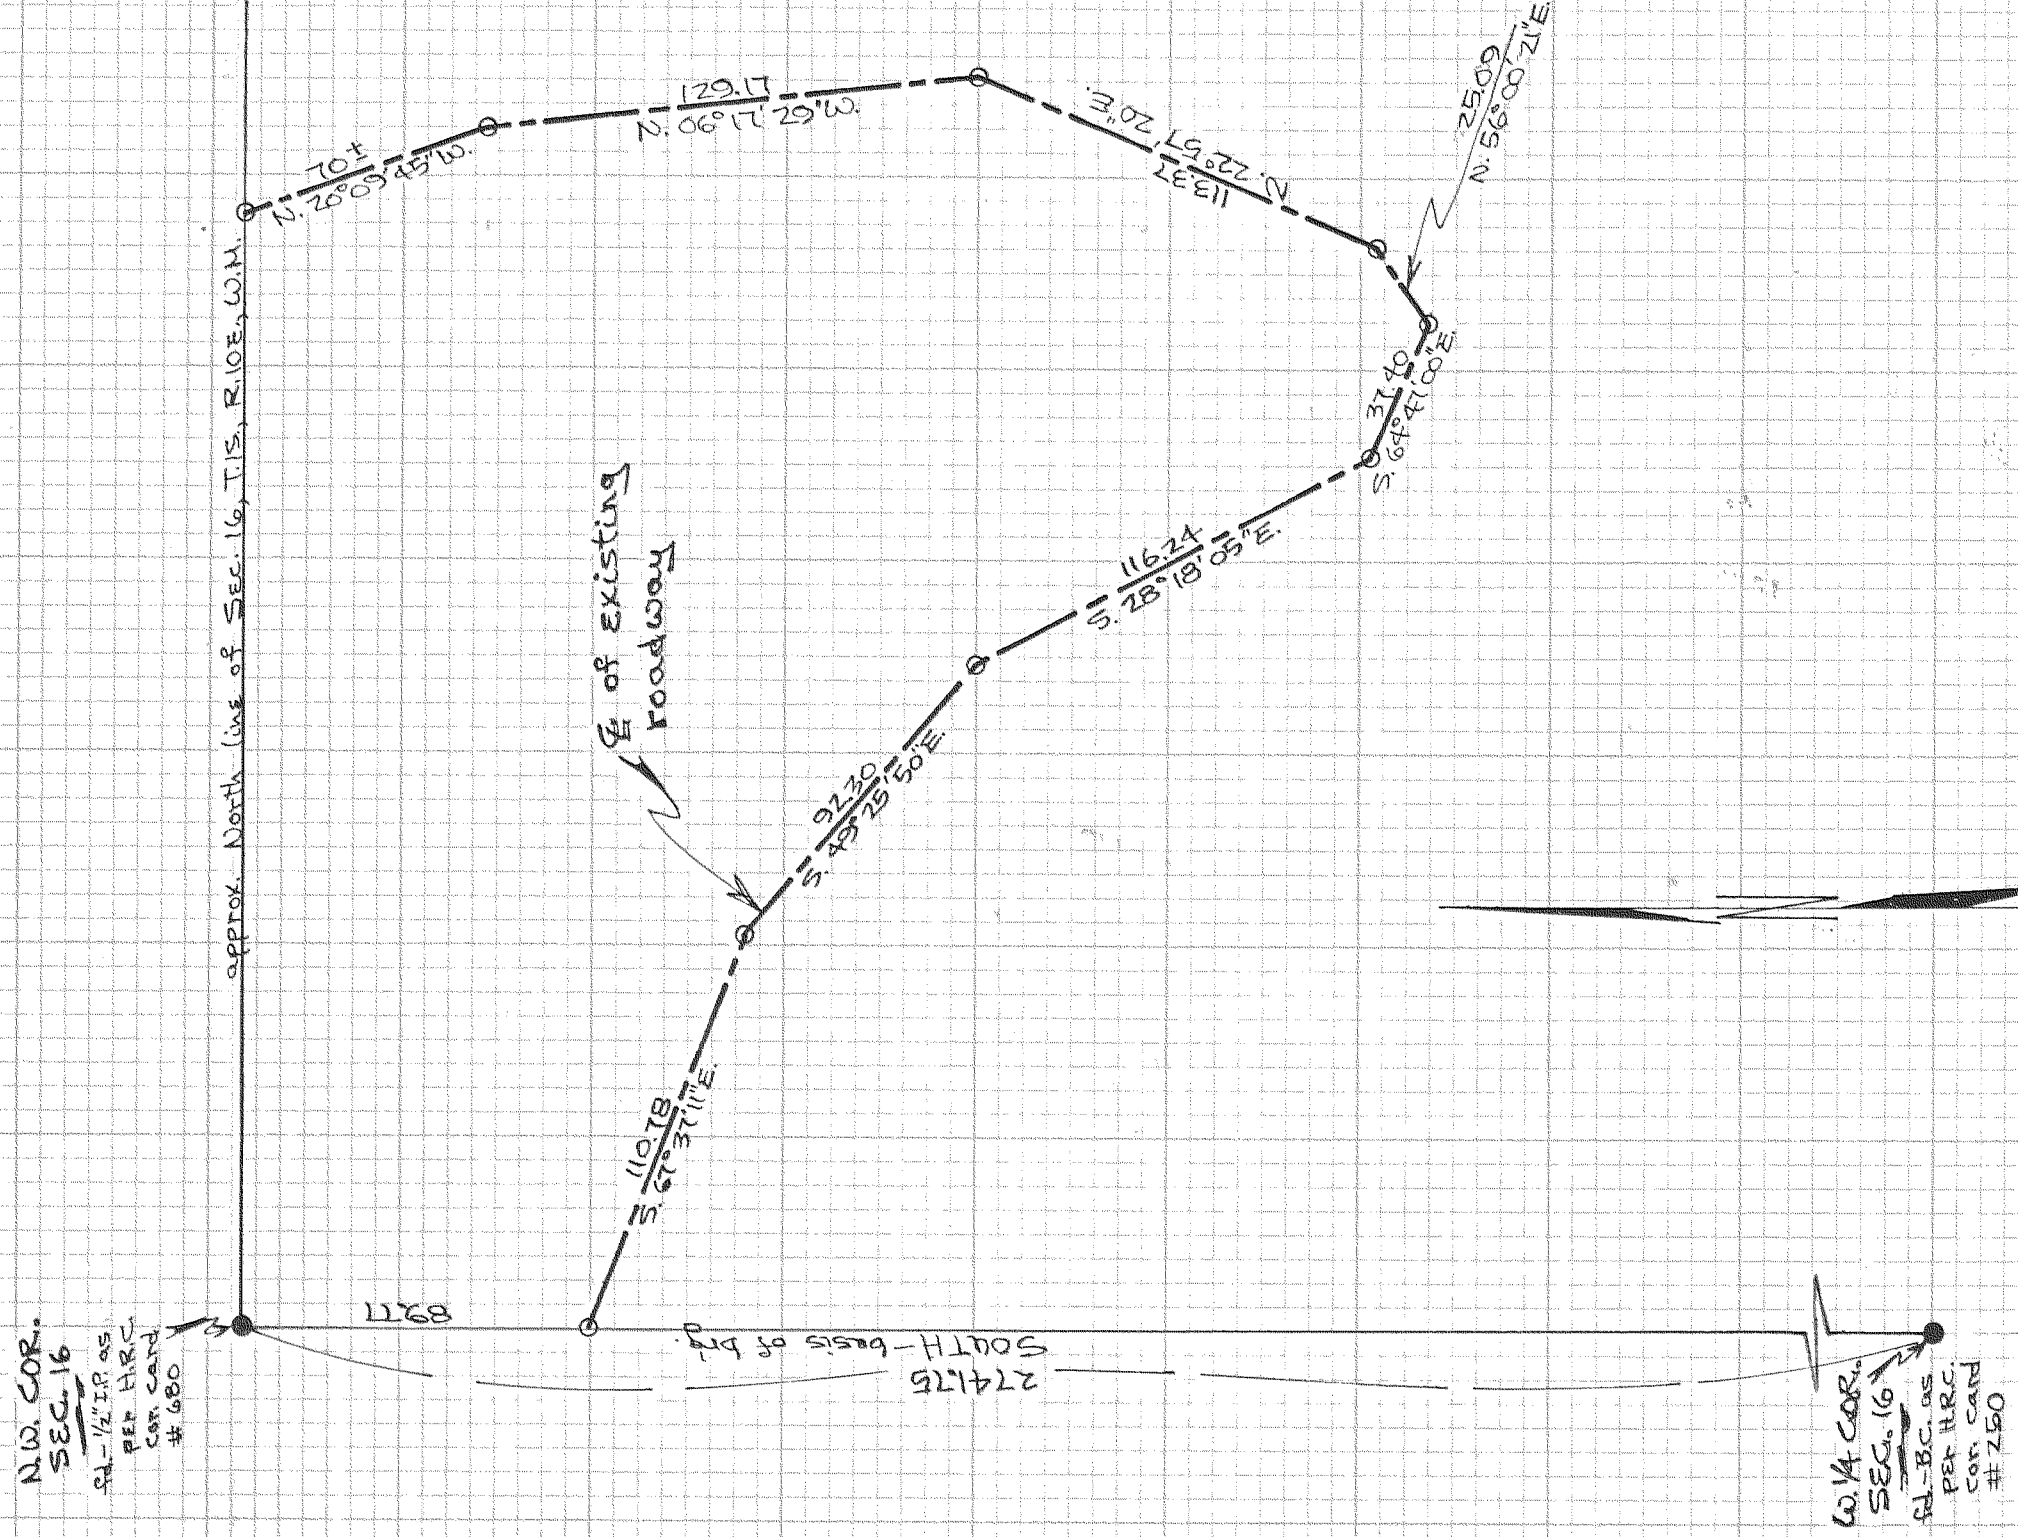 N.W. COR.
SEC. 16
fd.-1/2" I.P. as
per H.R.C.
cor. card
# 680
approx. North line of Sec. 16, T.1S., R.10E., W.M.
70±
N. 20°09'45"W.
129.17
N. 06°17'29"W.
N. 22°57'20"E.
113.37
25.09
N. 56°00'21"E.
37.40
S. 64°47'00"E.
116.24
S. 28°18'05"E.
℄ of existing
roadway
92.30
S. 49°25'50"E.
110.78
S. 67°37'11"E.
89.77
SOUTH-basis of brg.
2741.75
N
W. 1/4 COR.
SEC. 16
fd.-B.C. as
per H.R.C.
cor. card
# 250